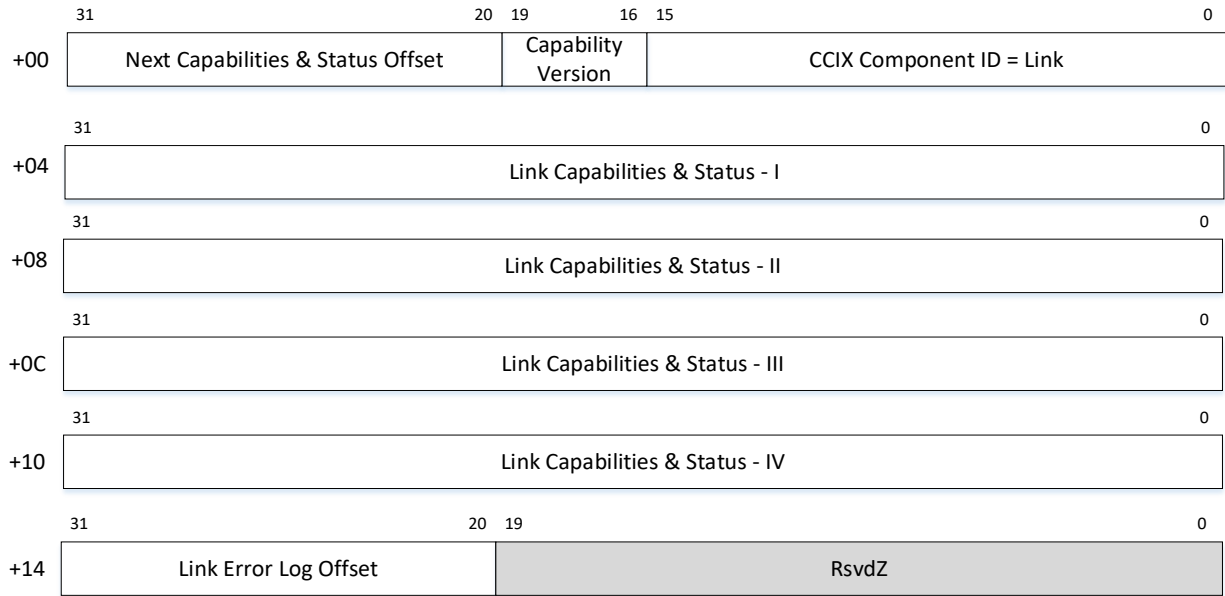 31 20 19 16 15 0
+00 Next Capabilities & Status Offset Capability Version CCIX Component ID = Link
31 0
+04 Link Capabilities & Status - I
31 0
+08 Link Capabilities & Status - II
31 0
+0C Link Capabilities & Status - III
31 0
+10 Link Capabilities & Status - IV
31 20 19 0
+14 Link Error Log Offset RsvdZ